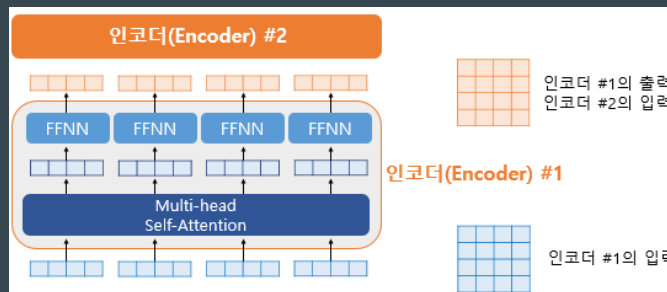 인코더(Encoder) #2
인코더 #1의 출력
인코더 #2의 입력
FFNN FFNN FFNN FFNN
인코더(Encoder) #1
Multi-head
Self-Attention
인코더 #1의 입력